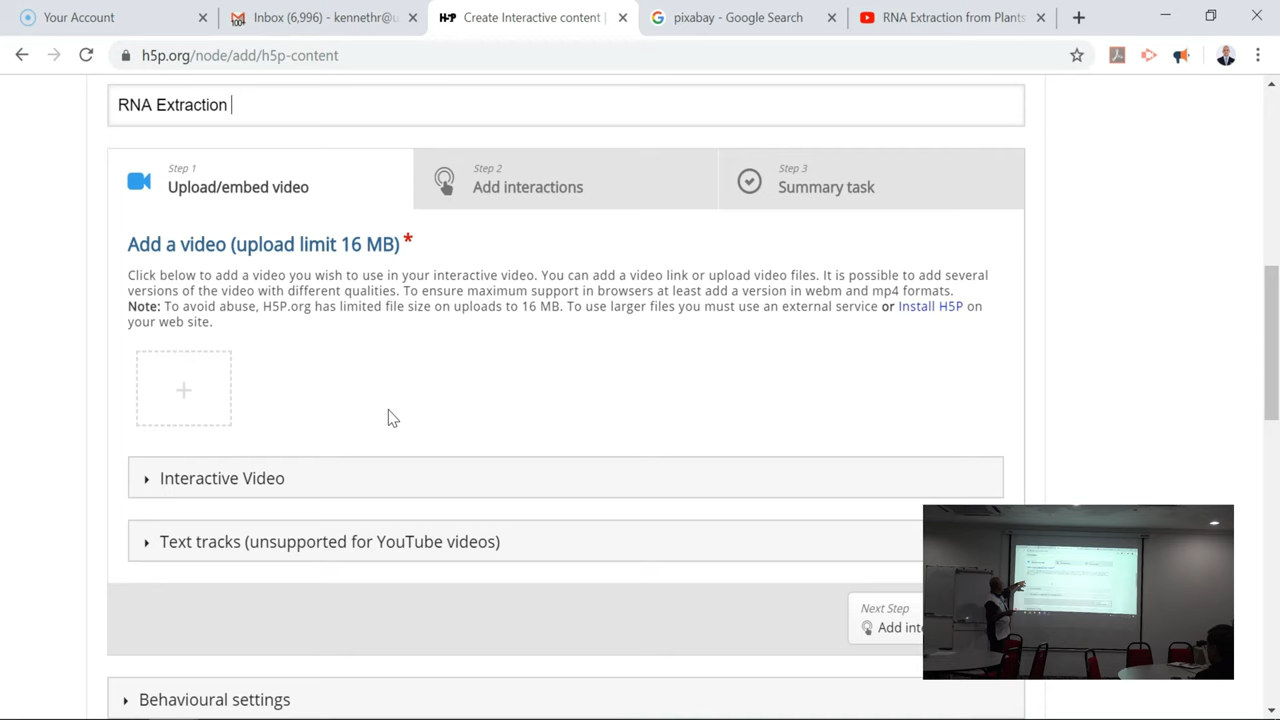 Your Account
Inbox (6,996) - kennethr@u
H5P Create Interactive content |
pixabay - Google Search
RNA Extraction from Plants
h5p.org/node/add/h5p-content
RNA Extraction
Step 1
Upload/embed video
Step 2
Add interactions
Step 3
Summary task
Add a video (upload limit 16 MB) *
Click below to add a video you wish to use in your interactive video. You can add a video link or upload video files. It is possible to add several
versions of the video with different qualities. To ensure maximum support in browsers at least add a version in webm and mp4 formats.
Note: To avoid abuse, H5P.org has limited file size on uploads to 16 MB. To use larger files you must use an external service or Install H5P on
your web site.
Interactive Video
Text tracks (unsupported for YouTube videos)
Next Step
Add inte
Behavioural settings